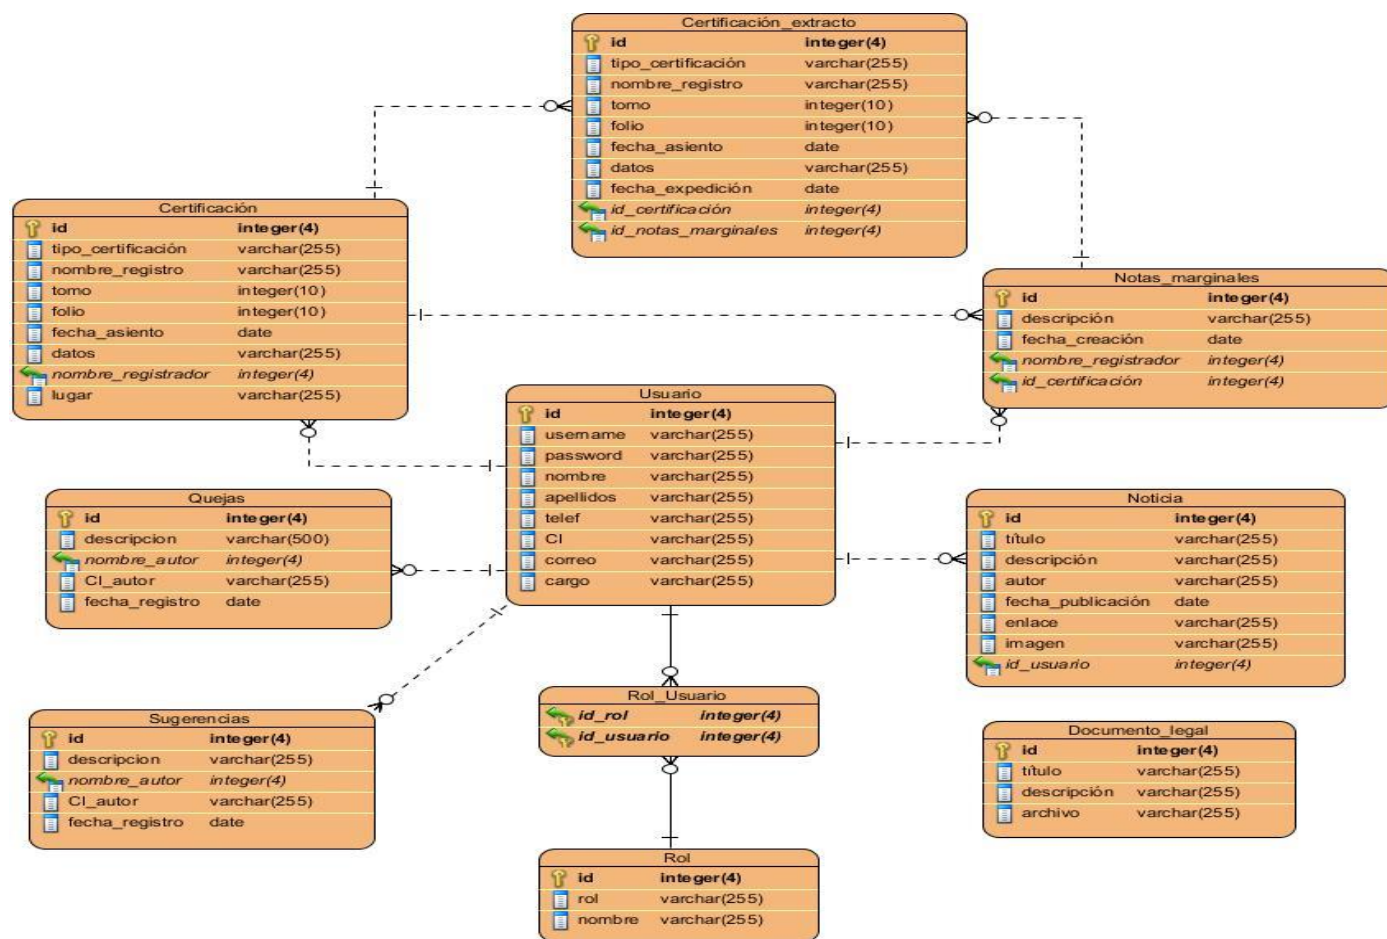 Certificación_extracto
id integer(4)
tipo_certificación varchar(255)
nombre_registro varchar(255)
tomo integer(10)
folio integer(10)
fecha_asiento date
datos varchar(255)
fecha_expedición date
id_certificación integer(4)
id_notas_marginales integer(4)
Certificación
id integer(4)
tipo_certificación varchar(255)
nombre_registro varchar(255)
tomo integer(10)
folio integer(10)
fecha_asiento date
datos varchar(255)
nombre_registrador integer(4)
lugar varchar(255)
Notas_marginales
id integer(4)
descripción varchar(255)
fecha_creación date
nombre_registrador integer(4)
id_certificación integer(4)
Usuario
id integer(4)
username varchar(255)
password varchar(255)
nombre varchar(255)
apellidos varchar(255)
telef varchar(255)
CI varchar(255)
correo varchar(255)
cargo varchar(255)
Quejas
id integer(4)
descripcion varchar(500)
nombre_autor integer(4)
CI_autor varchar(255)
fecha_registro date
Noticia
id integer(4)
título varchar(255)
descripción varchar(255)
autor varchar(255)
fecha_publicación date
enlace varchar(255)
imagen varchar(255)
id_usuario integer(4)
Sugerencias
id integer(4)
descripcion varchar(255)
nombre_autor integer(4)
CI_autor varchar(255)
fecha_registro date
Rol_Usuario
id_rol integer(4)
id_usuario integer(4)
Documento_legal
id integer(4)
título varchar(255)
descripción varchar(255)
archivo varchar(255)
Rol
id integer(4)
rol varchar(255)
nombre varchar(255)